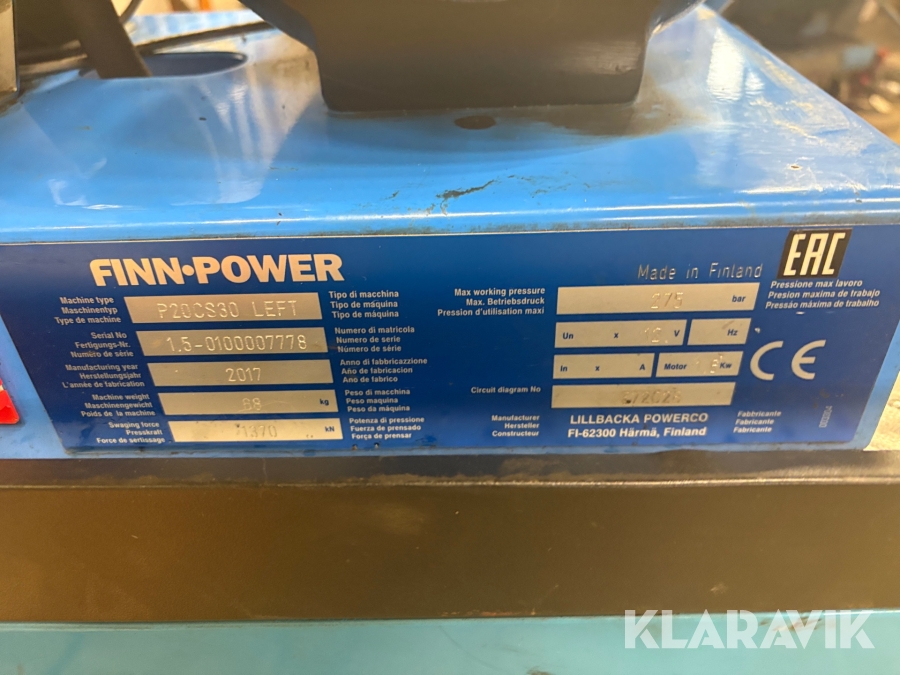 FINN•POWER
Made in Finland
EAC
Machine type
Maschinentyp
Type de machine
P20CS30 LEFT
Tipo di macchina
Tipo de máquina
Tipo de máquina
Serial No
Fertigungs-Nr.
Numéro de série
1.5-0100007778
Numero di matricola
Numero de serie
Número de série
Manufacturing year
Herstellungsjahr
L'année de fabrication
2017
Anno di fabbricazzione
Año de fabricacion
Año de fabrico
Machine weight
Maschinengewicht
Poids de la machine
kg
Peso di macchina
Peso maquina
Peso da máquina
Swaging force
Presskraft
Force de sertissage
1370 kN
Potenza di pressione
Fuerza de prensado
Força de prensar
Max working pressure
Max. Betriebsdruck
Pression d'utilisation maxi
275 bar
Pressione max lavoro
Presion maxima de trabajo
Pressão máxima de trabalho
Un x V Hz
In x A Motor Kw
CE
Circuit diagram No
Manufacturer
Hersteller
Constructeur
LILLBACKA POWERCO
FI-62300 Härmä, Finland
Fabbricante
Fabricante
Fabricante
KLARAVIK